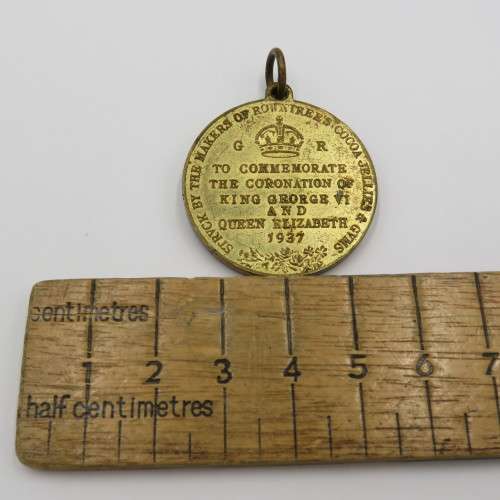 STRUCK BY THE MAKERS OF ROWNTREE'S COCOA JELLIES & GUMS
G R
TO COMMEMORATE
THE CORONATION OF
KING GEORGE VI
AND
QUEEN ELIZABETH
1937
centimetres
1 2 3 4 5 6 7
half centimetres